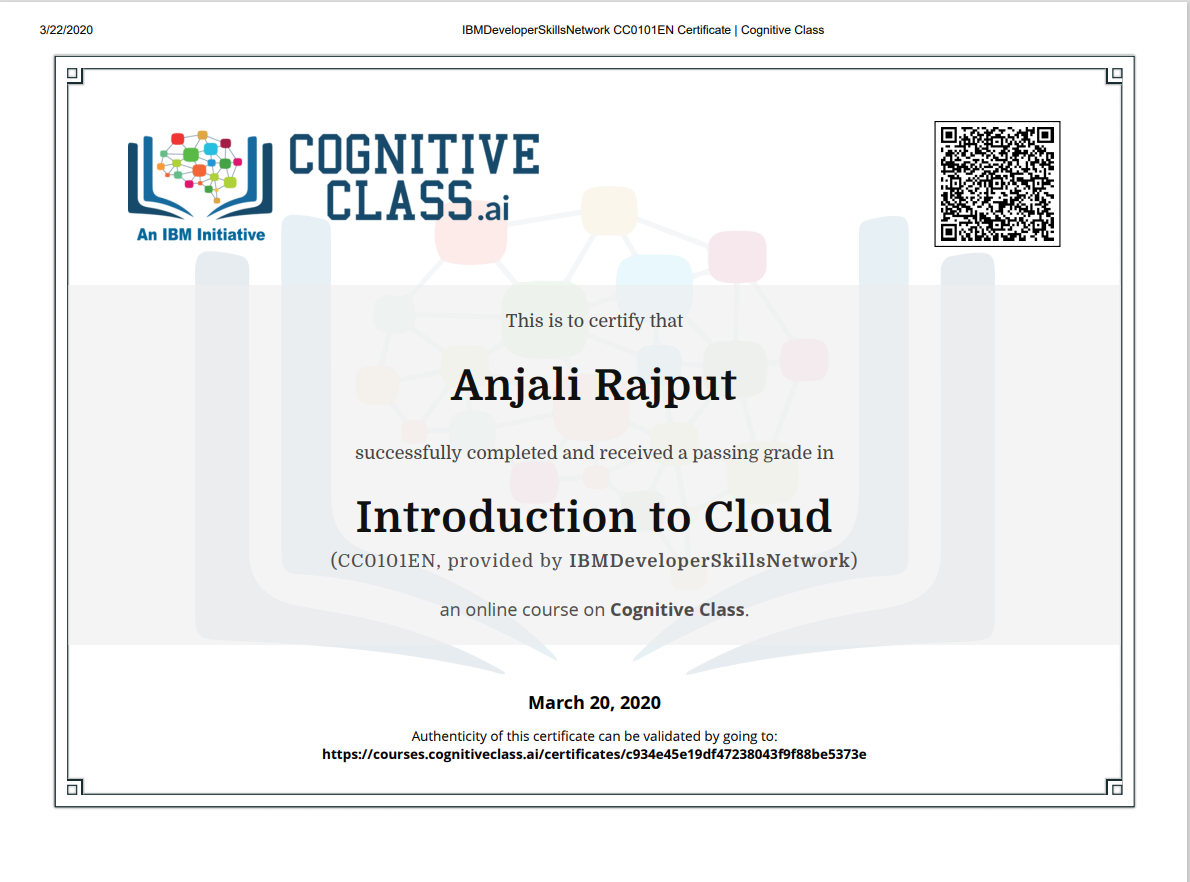 3/22/2020 IBMDeveloperSkillsNetwork CC0101EN Certificate | Cognitive Class
COGNITIVE
CLASS.ai
An IBM Initiative
This is to certify that
Anjali Rajput
successfully completed and received a passing grade in
Introduction to Cloud
(CC0101EN, provided by IBMDeveloperSkillsNetwork)
an online course on Cognitive Class.
March 20, 2020
Authenticity of this certificate can be validated by going to:
https://courses.cognitiveclass.ai/certificates/c934e45e19df47238043f9f88be5373e